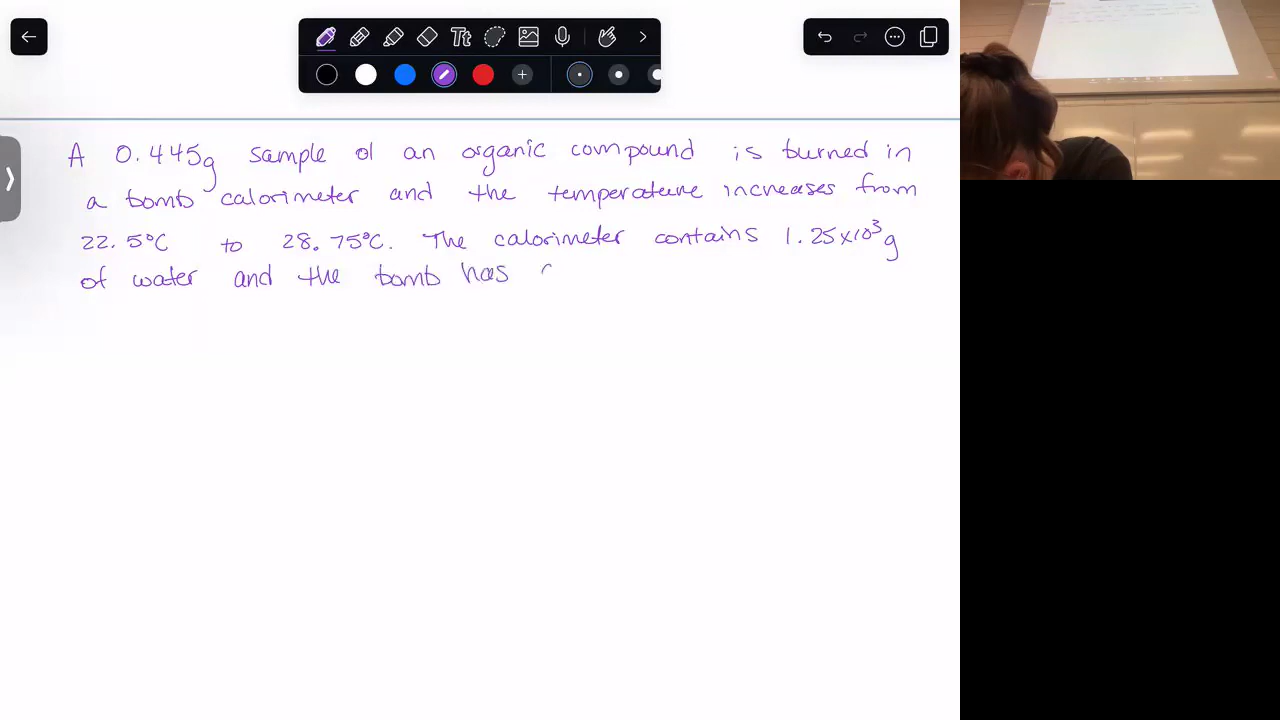 A 0.445g sample of an organic compound is burned in
a bomb calorimeter and the temperature increases from
22.5°C to 28.75°C. The calorimeter contains 1.25x10³g
of water and the bomb has